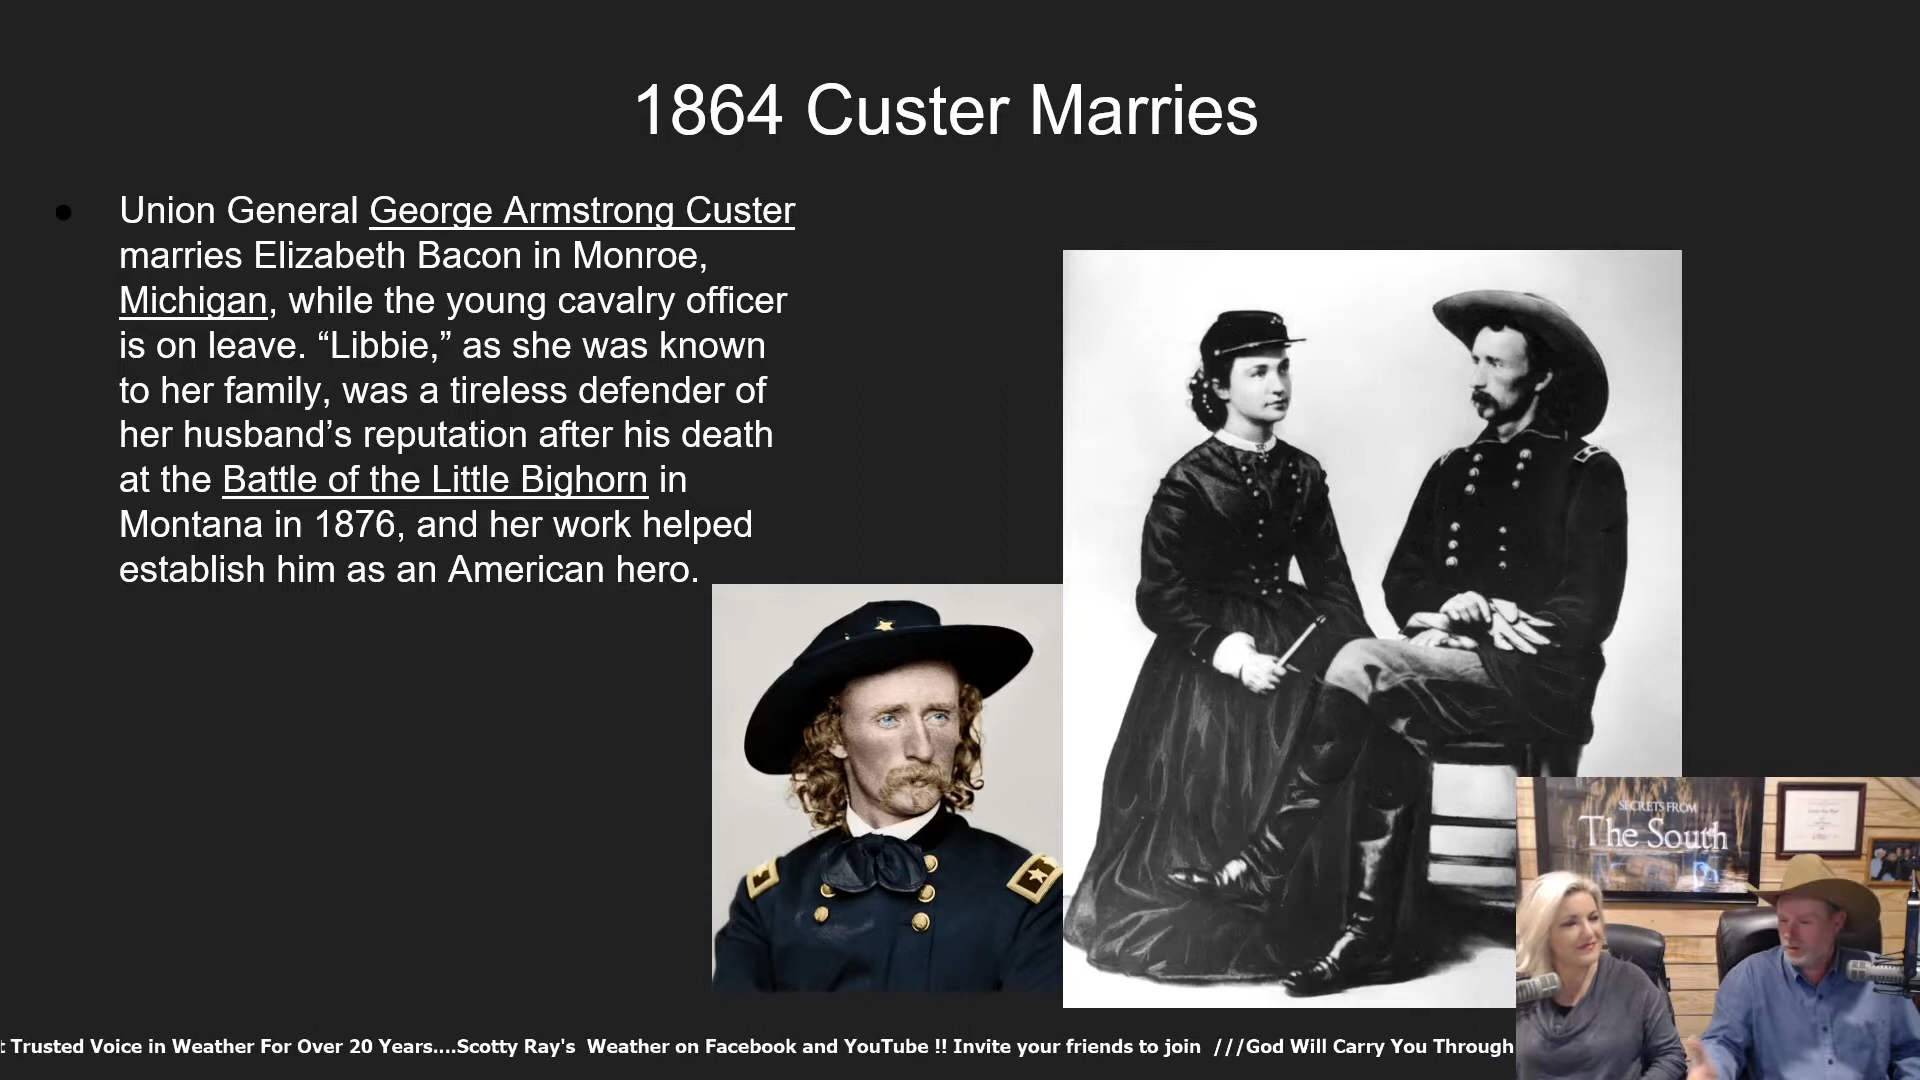 1864 Custer Marries
Union General George Armstrong Custer
marries Elizabeth Bacon in Monroe,
Michigan, while the young cavalry officer
is on leave. “Libbie,” as she was known
to her family, was a tireless defender of
her husband’s reputation after his death
at the Battle of the Little Bighorn in
Montana in 1876, and her work helped
establish him as an American hero.
SECRETS FROM
The South
t Trusted Voice in Weather For Over 20 Years....Scotty Ray's Weather on Facebook and YouTube !! Invite your friends to join ///God Will Carry You Through